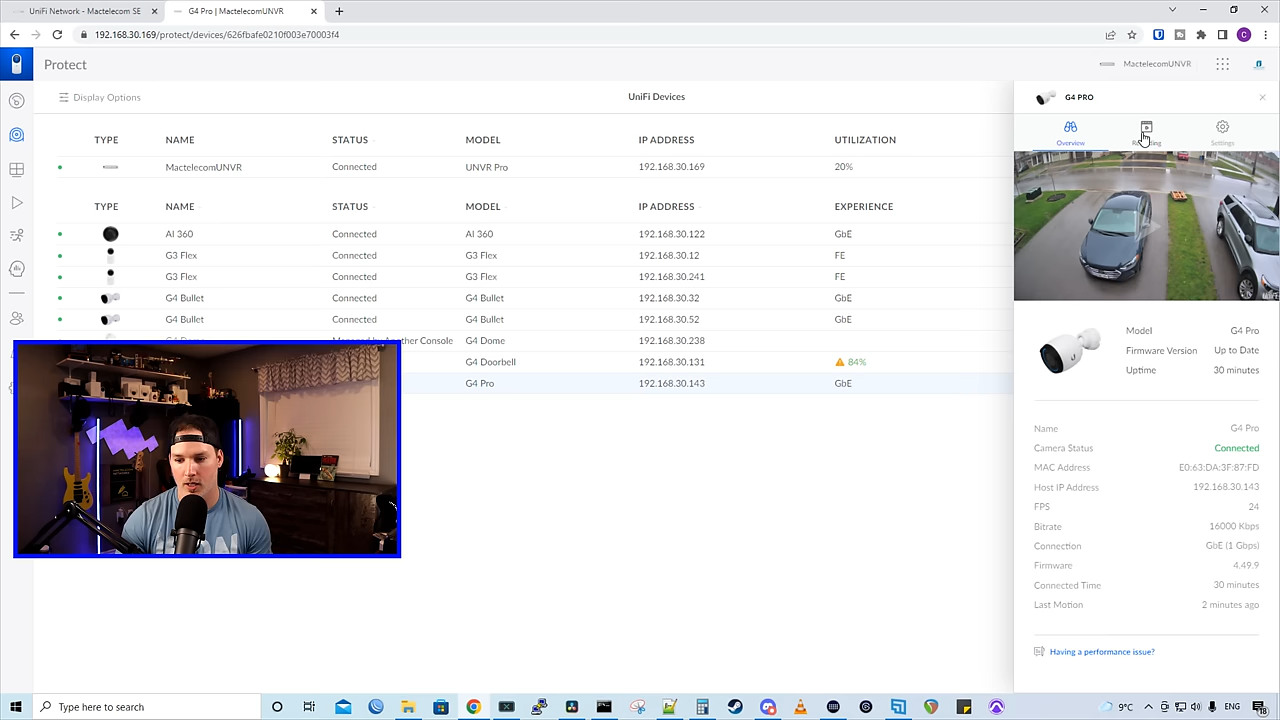 UniFi Network - Mactelecom SE
G4 Pro | MactelecomUNVR
192.168.30.169/protect/devices/626fbafe0210f003e70003f4
Protect
MactelecomUNVR
Display Options
UniFi Devices
TYPE NAME STATUS MODEL IP ADDRESS UTILIZATION
MactelecomUNVR Connected UNVR Pro 192.168.30.169 20%
TYPE NAME STATUS MODEL IP ADDRESS EXPERIENCE
AI 360 Connected AI 360 192.168.30.122 GbE
G3 Flex Connected G3 Flex 192.168.30.12 FE
G3 Flex Connected G3 Flex 192.168.30.241 FE
G4 Bullet Connected G4 Bullet 192.168.30.32 GbE
G4 Bullet Connected G4 Bullet 192.168.30.52 GbE
G4 Dome Managed by Another Console G4 Dome 192.168.30.238
G4 Doorbell 192.168.30.131 84%
G4 Pro 192.168.30.143 GbE
G4 PRO
Overview Recording Settings
Model G4 Pro
Firmware Version Up to Date
Uptime 30 minutes
Name G4 Pro
Camera Status Connected
MAC Address E0:63:DA:3F:87:FD
Host IP Address 192.168.30.143
FPS 24
Bitrate 16000 Kbps
Connection GbE (1 Gbps)
Firmware 4.49.9
Connected Time 30 minutes
Last Motion 2 minutes ago
Having a performance issue?
Type here to search
9°C
ENG